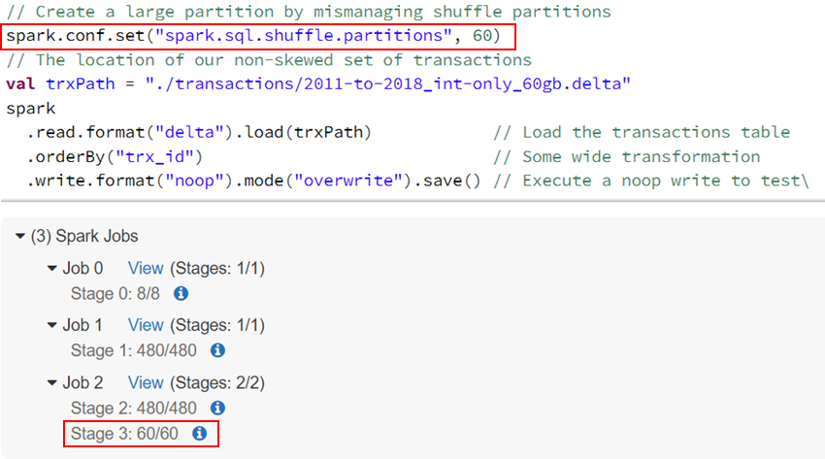 // Create a large partition by mismanaging shuffle partitions
spark.conf.set("spark.sql.shuffle.partitions", 60)
// The location of our non-skewed set of transactions
val trxPath = "./transactions/2011-to-2018_int-only_60gb.delta"
spark
.read.format("delta").load(trxPath) // Load the transactions table
.orderBy("trx_id") // Some wide transformation
.write.format("noop").mode("overwrite").save() // Execute a noop write to test\
(3) Spark Jobs
Job 0 View (Stages: 1/1)
Stage 0: 8/8
Job 1 View (Stages: 1/1)
Stage 1: 480/480
Job 2 View (Stages: 2/2)
Stage 2: 480/480
Stage 3: 60/60